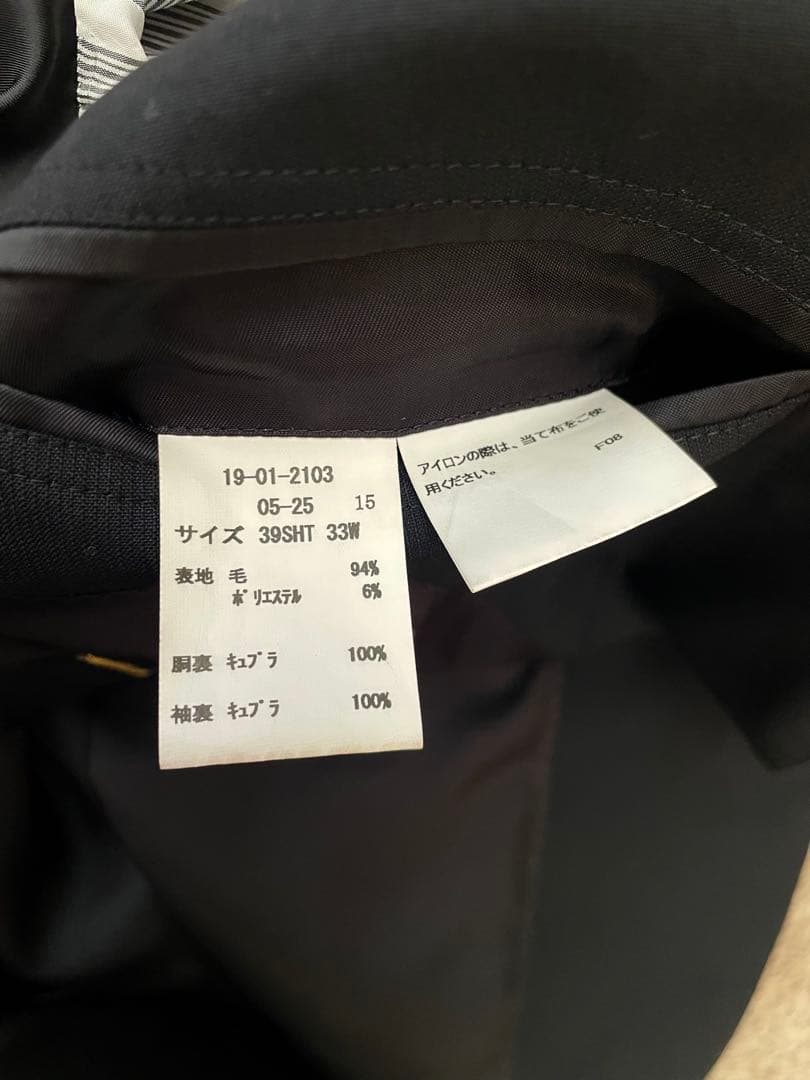 19-01-2103
05-25 15
サイズ 39SHT 33W
表地 毛 94%
ポリエステル 6%
胴裏 キュプラ 100%
袖裏 キュプラ 100%
アイロンの際は、当て布をご使
用ください。
F08